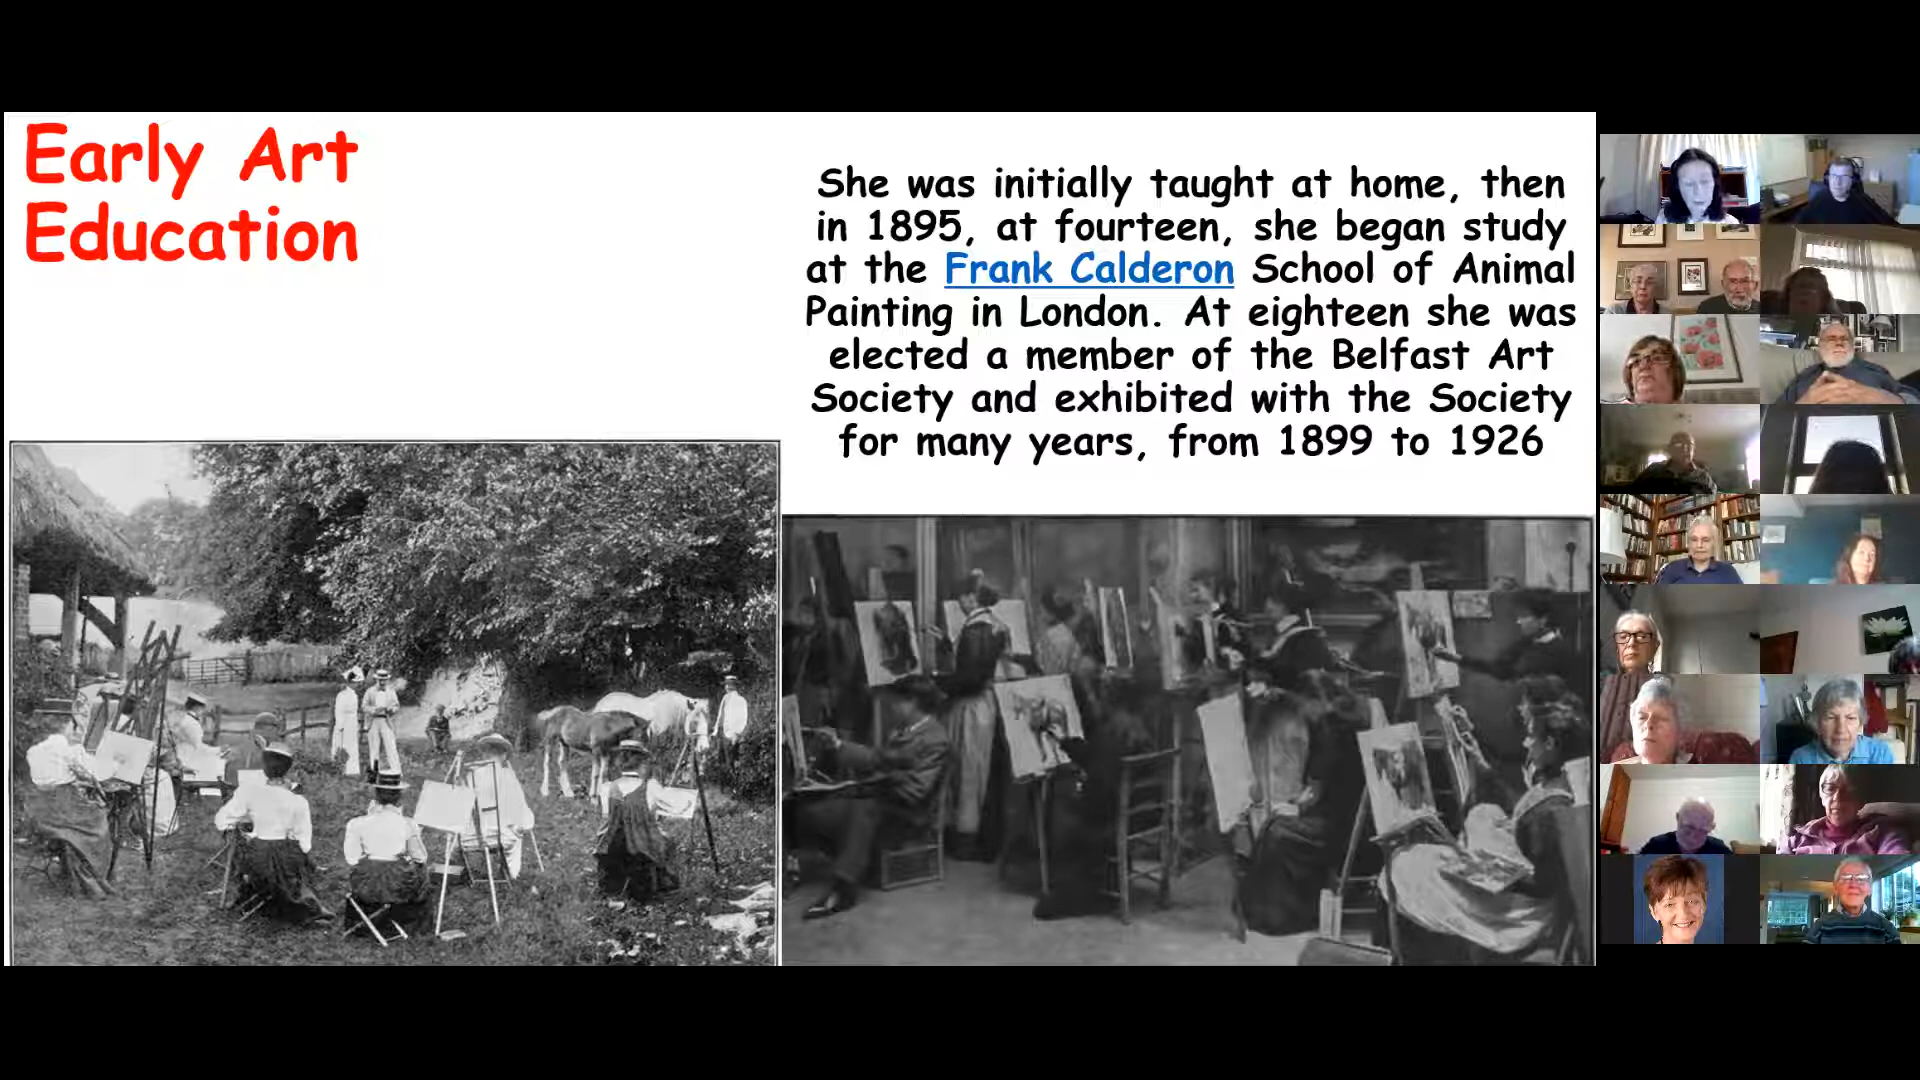 Early Art
Education
She was initially taught at home, then
in 1895, at fourteen, she began study
at the Frank Calderon School of Animal
Painting in London. At eighteen she was
elected a member of the Belfast Art
Society and exhibited with the Society
for many years, from 1899 to 1926